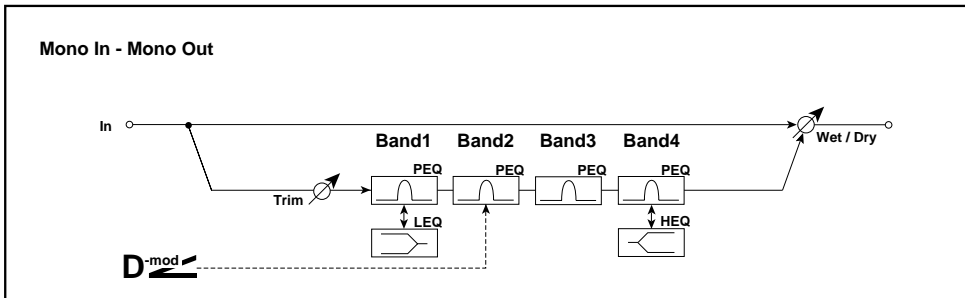 Mono In - Mono Out
In
Band1 Band2 Band3 Band4
Wet / Dry
PEQ PEQ PEQ PEQ
Trim
LEQ HEQ
D-mod